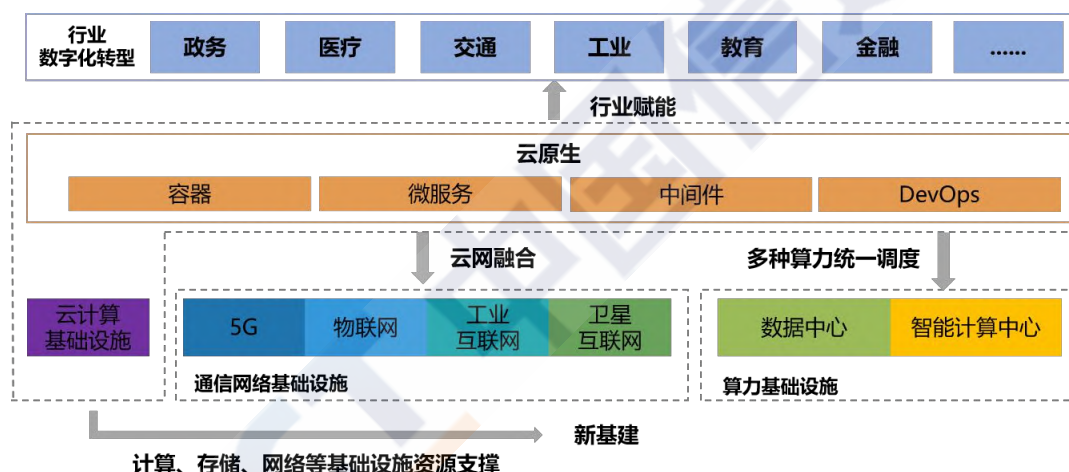 行业
数字化转型
政务
医疗
交通
工业
教育
金融
......
行业赋能
云原生
容器
微服务
中间件
DevOps
云网融合
多种算力统一调度
云计算
基础设施
5G
物联网
工业
互联网
卫星
互联网
数据中心
智能计算中心
通信网络基础设施
算力基础设施
新基建
计算、存储、网络等基础设施资源支撑